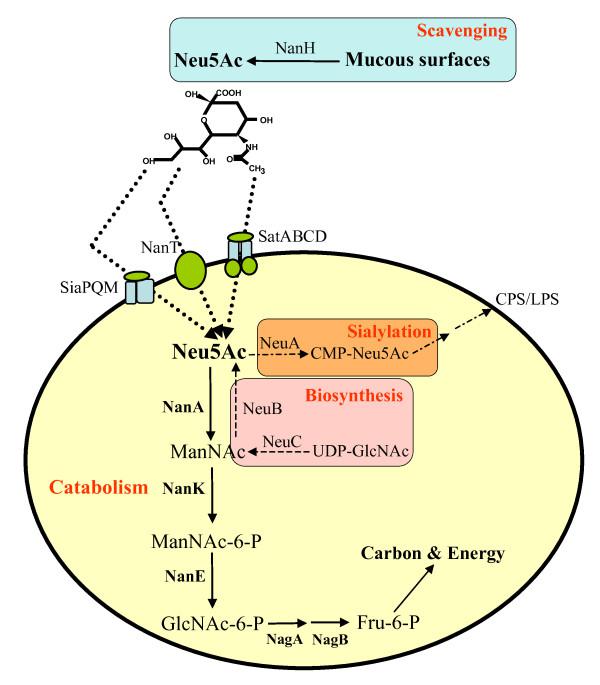 Scavenging
Neu5Ac NanH Mucous surfaces
OH COOH
O OH
OH NH
OH OH O
CH3
NanT SatABCD
SiaPQM
CPS/LPS
Sialylation
Neu5Ac NeuA CMP-Neu5Ac
Biosynthesis
NanA NeuB
ManNAc NeuC UDP-GlcNAc
Catabolism NanK
ManNAc-6-P
Carbon & Energy
NanE
GlcNAc-6-P NagA NagB Fru-6-P